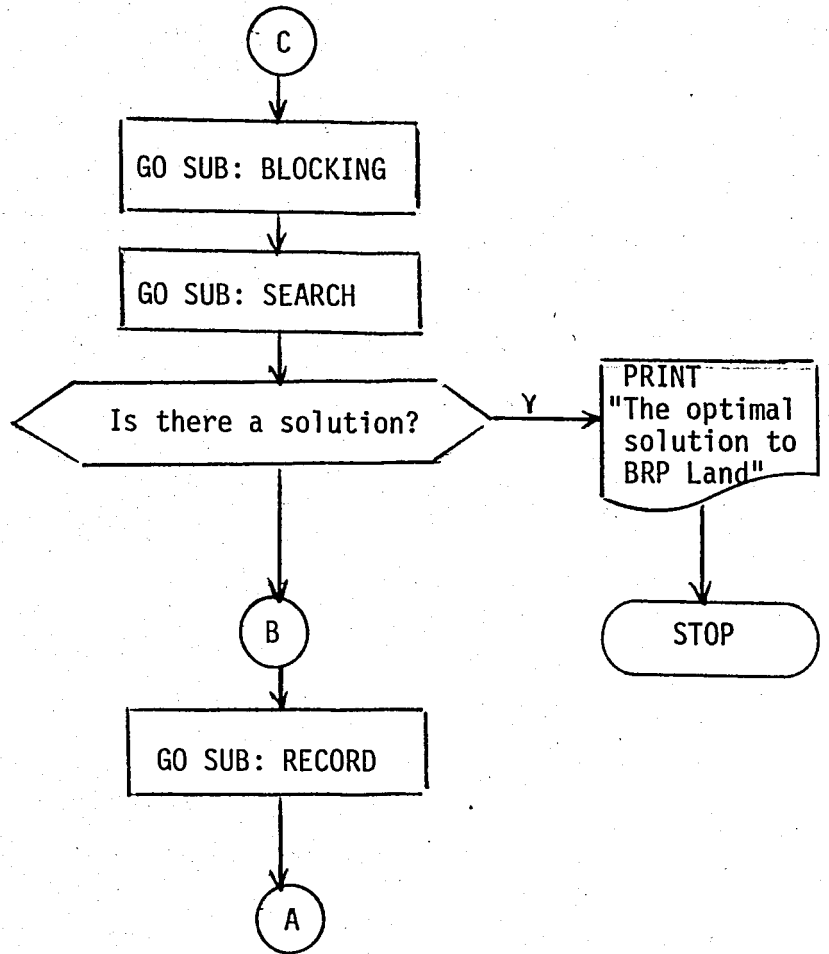 C
GO SUB: BLOCKING
GO SUB: SEARCH
Is there a solution?
Y
PRINT
"The optimal
solution to
BRP Land"
STOP
B
GO SUB: RECORD
A